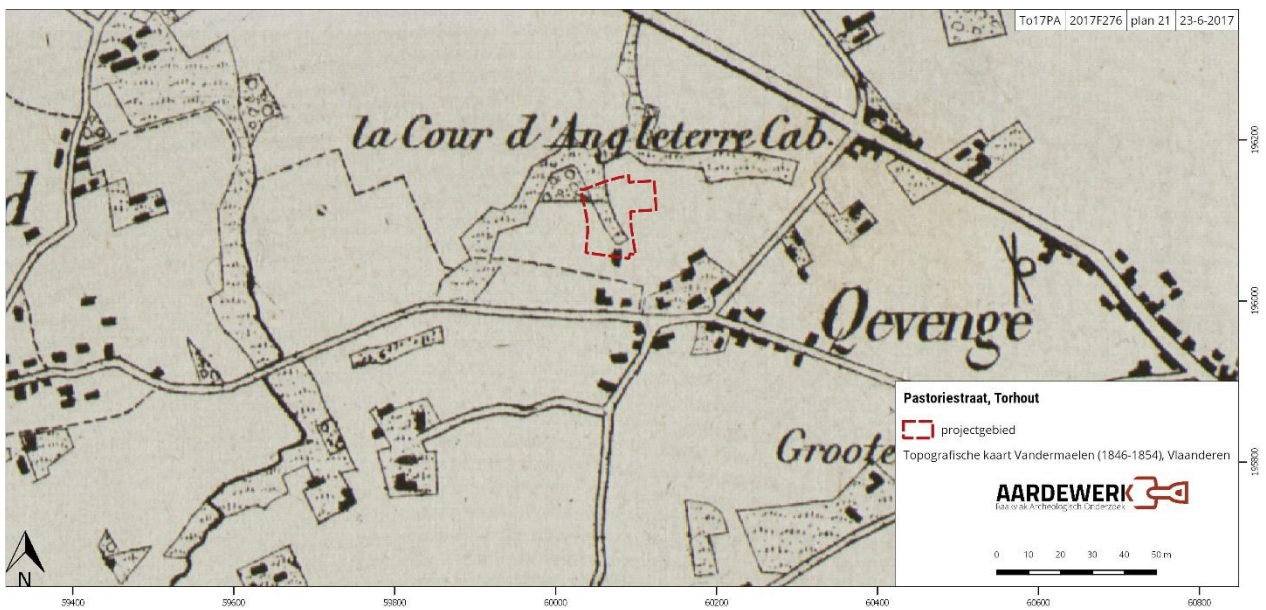 To17PA 2017F276 plan 21 23-6-2017
la Cour d'Angleterre Cab.
d
Qevenge
Groote
196200
196000
195800
Pastoriestraat, Torhout
projectgebied
Topografische kaart Vandermaelen (1846-1854), Vlaanderen
AARDEWERK
Archeologisch Onderzoek
0 10 20 30 40 50 m
N
59400 59600 59800 60000 60200 60400 60600 60800